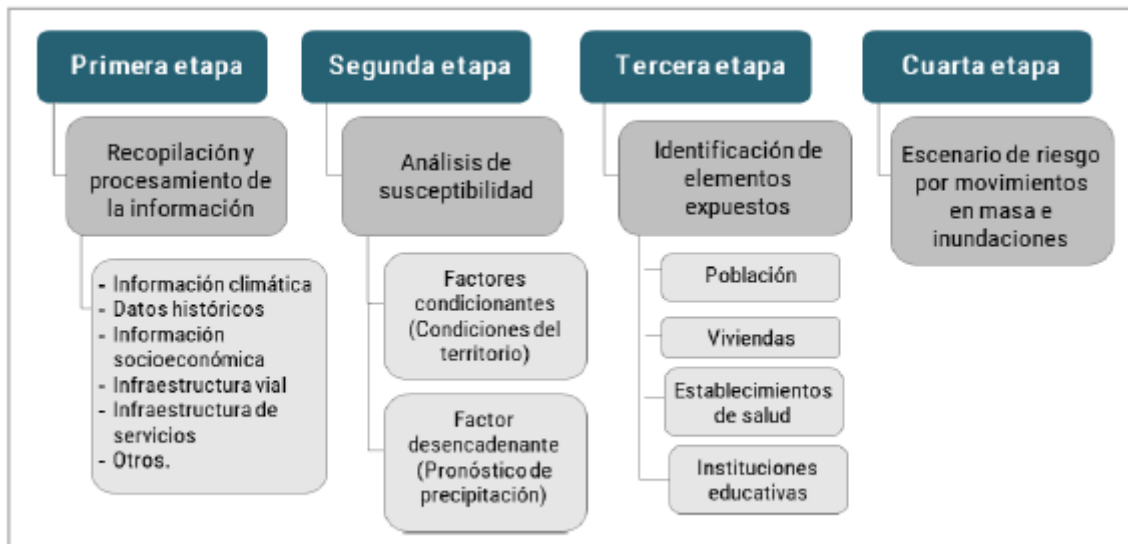 Primera etapa
Recopilación y
procesamiento de
la información
- Información climática
- Datos históricos
- Información
socioeconómica
- Infraestructura vial
- Infraestructura de
servicios
- Otros.
Segunda etapa
Análisis de
susceptibilidad
Factores
condicionantes
(Condiciones del
territorio)
Factor
desencadenante
(Pronóstico de
precipitación)
Tercera etapa
Identificación de
elementos
expuestos
Población
Viviendas
Establecimientos
de salud
Instituciones
educativas
Cuarta etapa
Escenario de riesgo
por movimientos
en masa e
inundaciones